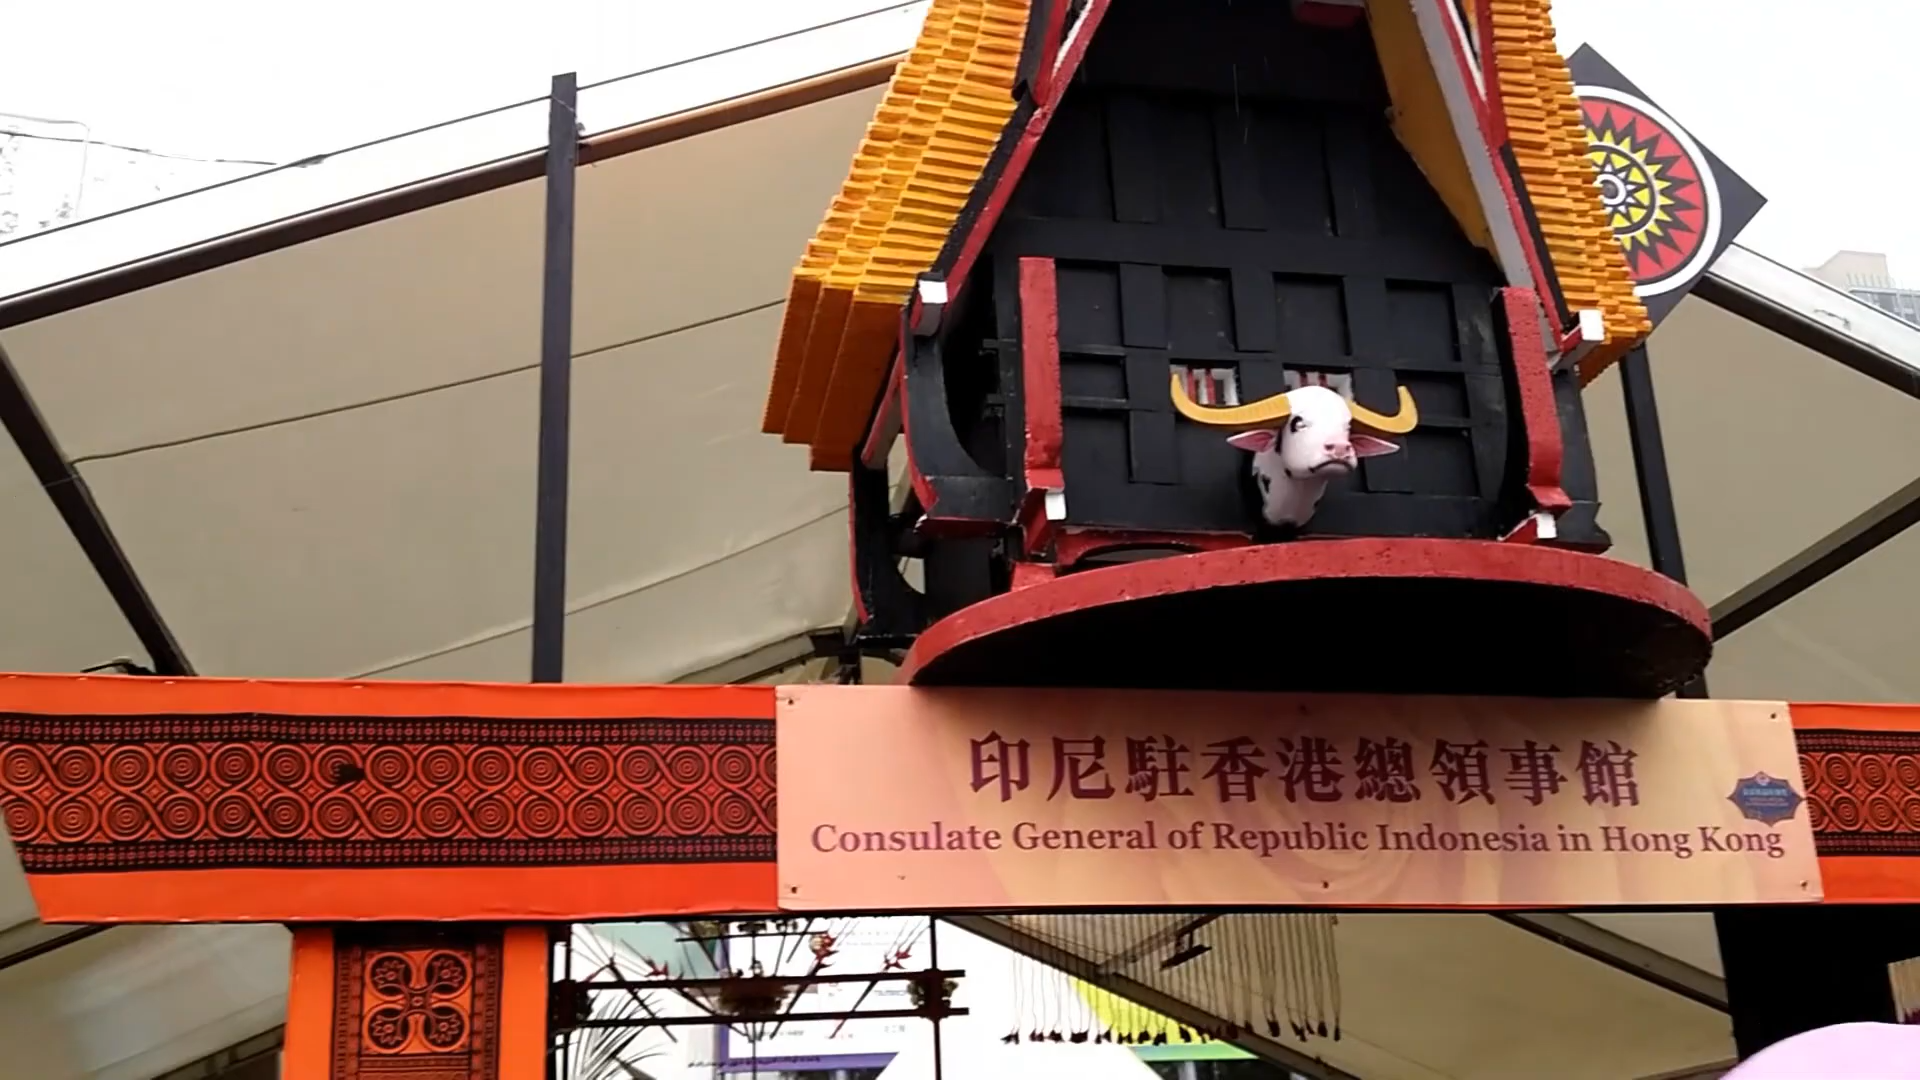 印尼駐香港總領事館
Consulate General of Republic Indonesia in Hong Kong